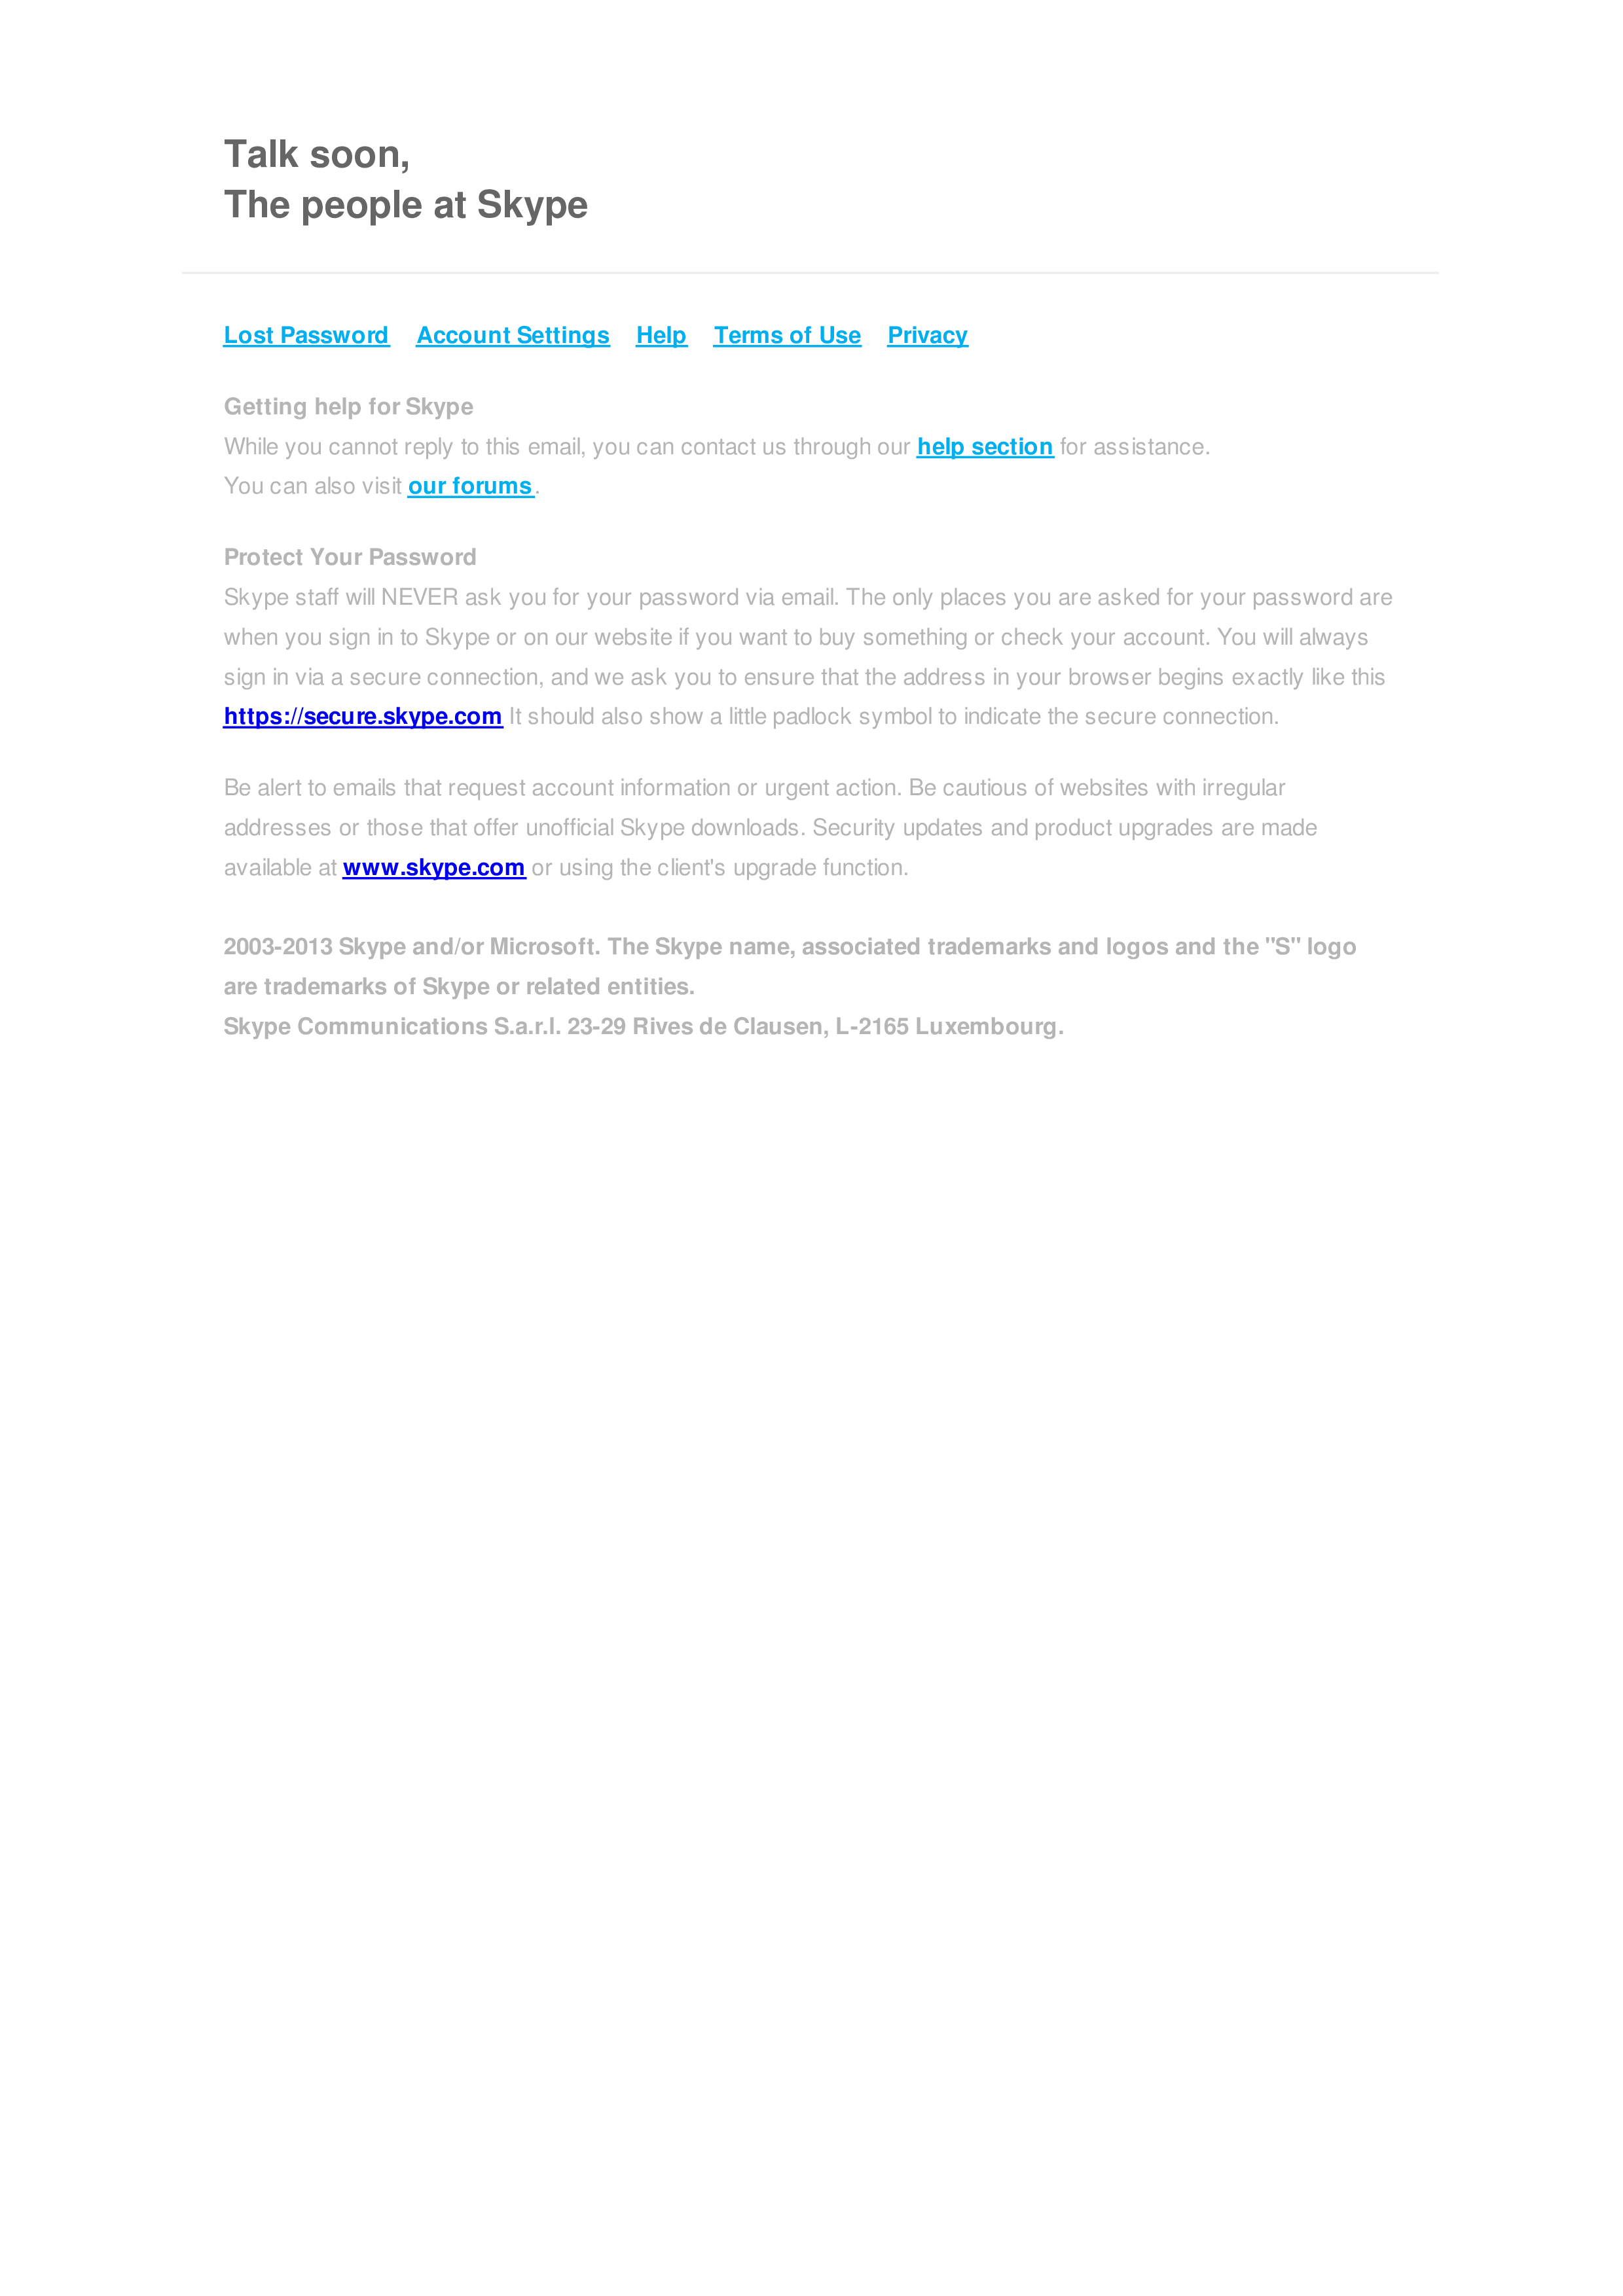 Talk soon,
The people at Skype
Lost Password Account Settings Help Terms of Use Privacy
Getting help for Skype
While you cannot reply to this email, you can contact us through our help section for assistance.
You can also visit our forums.
Protect Your Password
Skype staff will NEVER ask you for your password via email. The only places you are asked for your password are
when you sign in to Skype or on our website if you want to buy something or check your account. You will always
sign in via a secure connection, and we ask you to ensure that the address in your browser begins exactly like this
https://secure.skype.com It should also show a little padlock symbol to indicate the secure connection.
Be alert to emails that request account information or urgent action. Be cautious of websites with irregular
addresses or those that offer unofficial Skype downloads. Security updates and product upgrades are made
available at www.skype.com or using the client's upgrade function.
2003-2013 Skype and/or Microsoft. The Skype name, associated trademarks and logos and the "S" logo
are trademarks of Skype or related entities.
Skype Communications S.a.r.l. 23-29 Rives de Clausen, L-2165 Luxembourg.